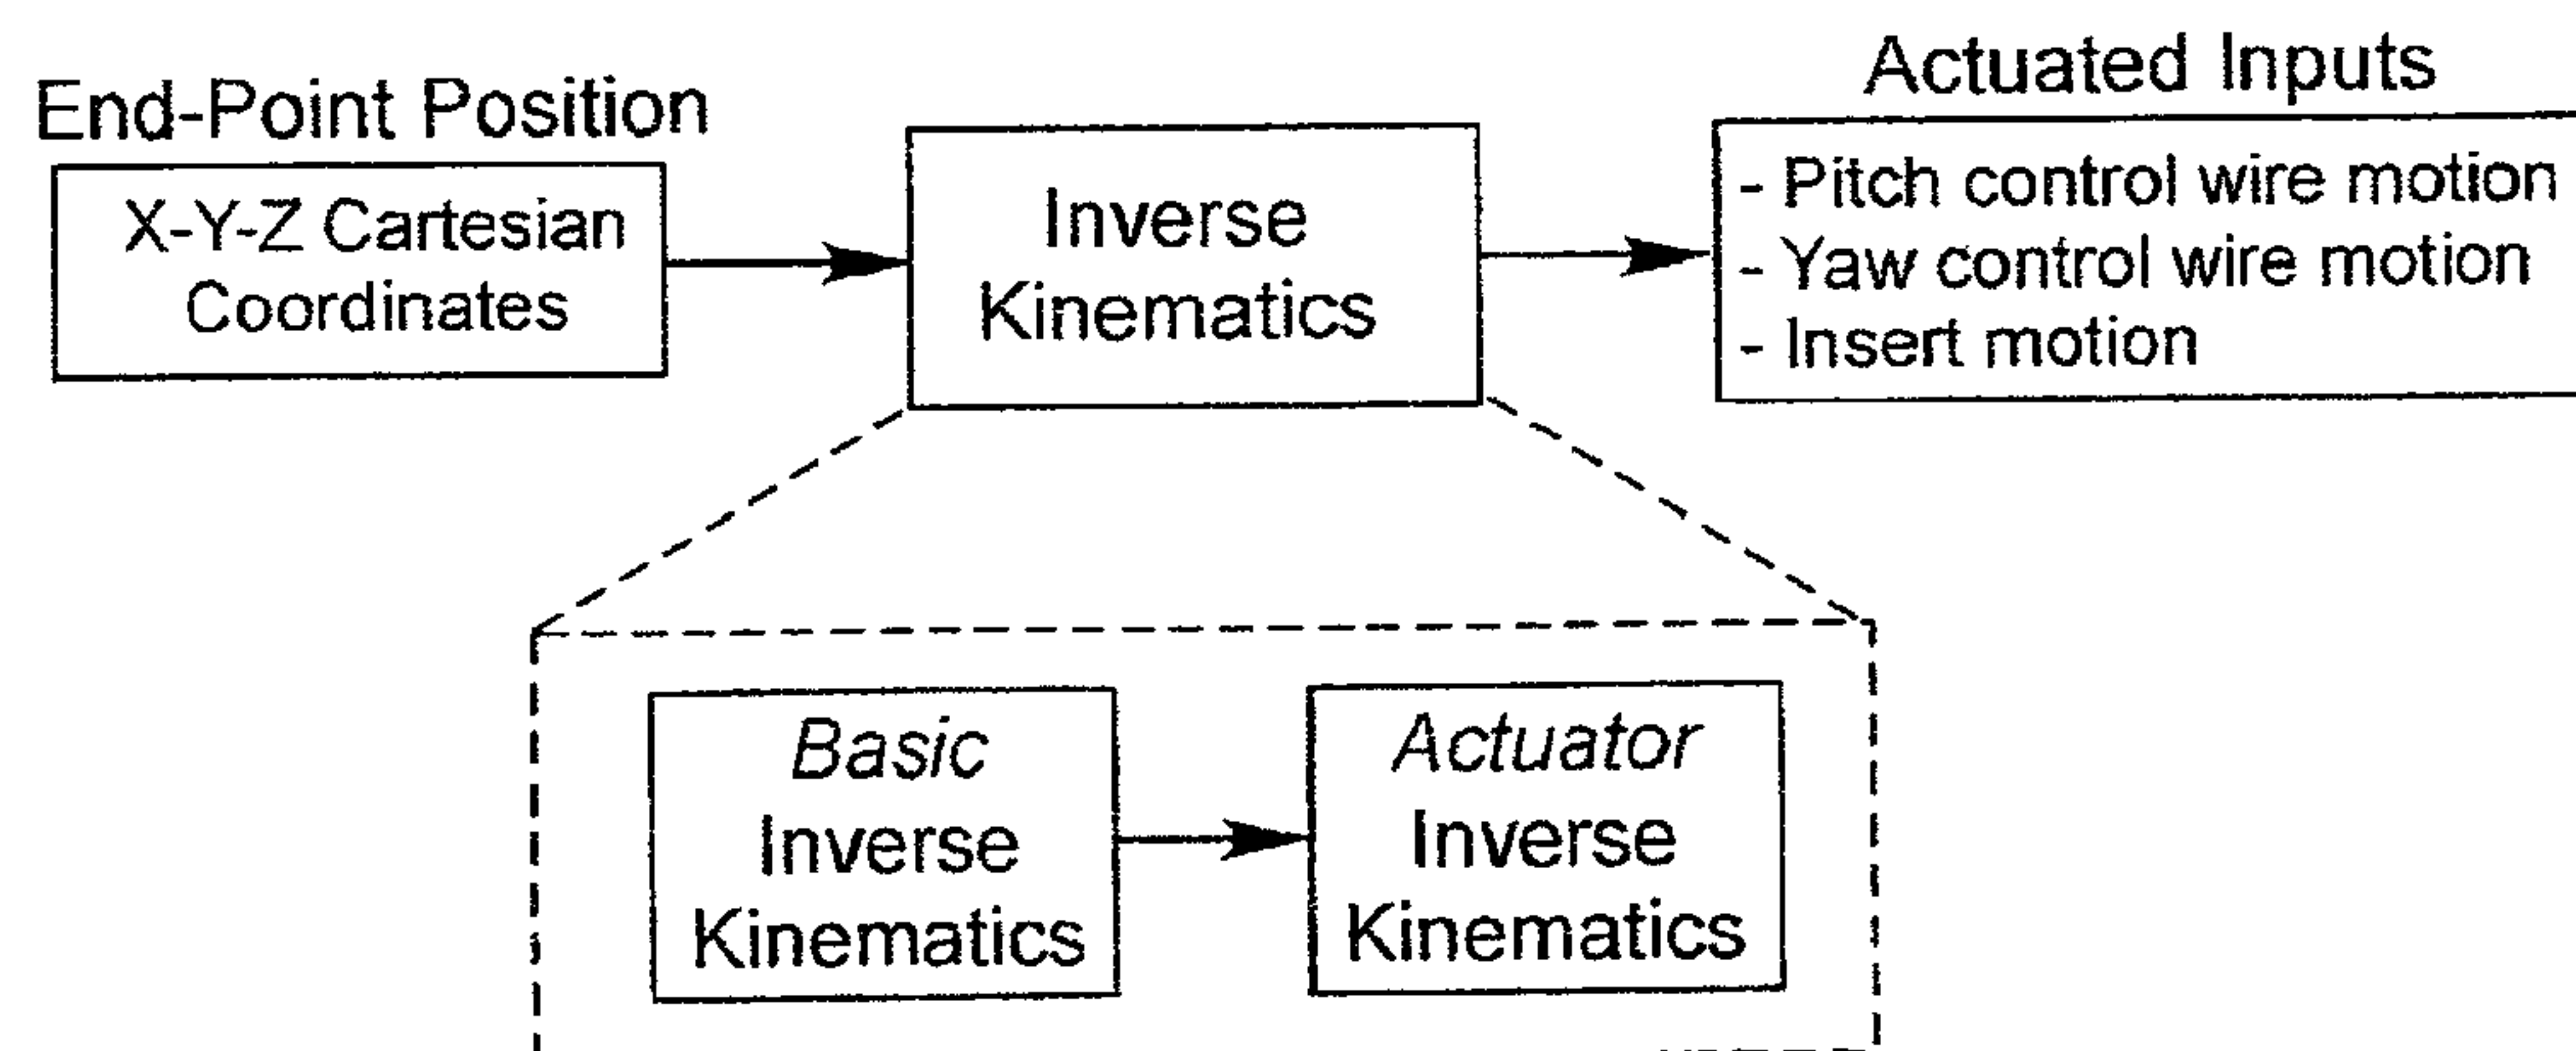 End-Point Position
X-Y-Z Cartesian
Coordinates
Inverse
Kinematics
Actuated Inputs
- Pitch control wire motion
- Yaw control wire motion
- Insert motion
Basic
Inverse
Kinematics
Actuator
Inverse
Kinematics